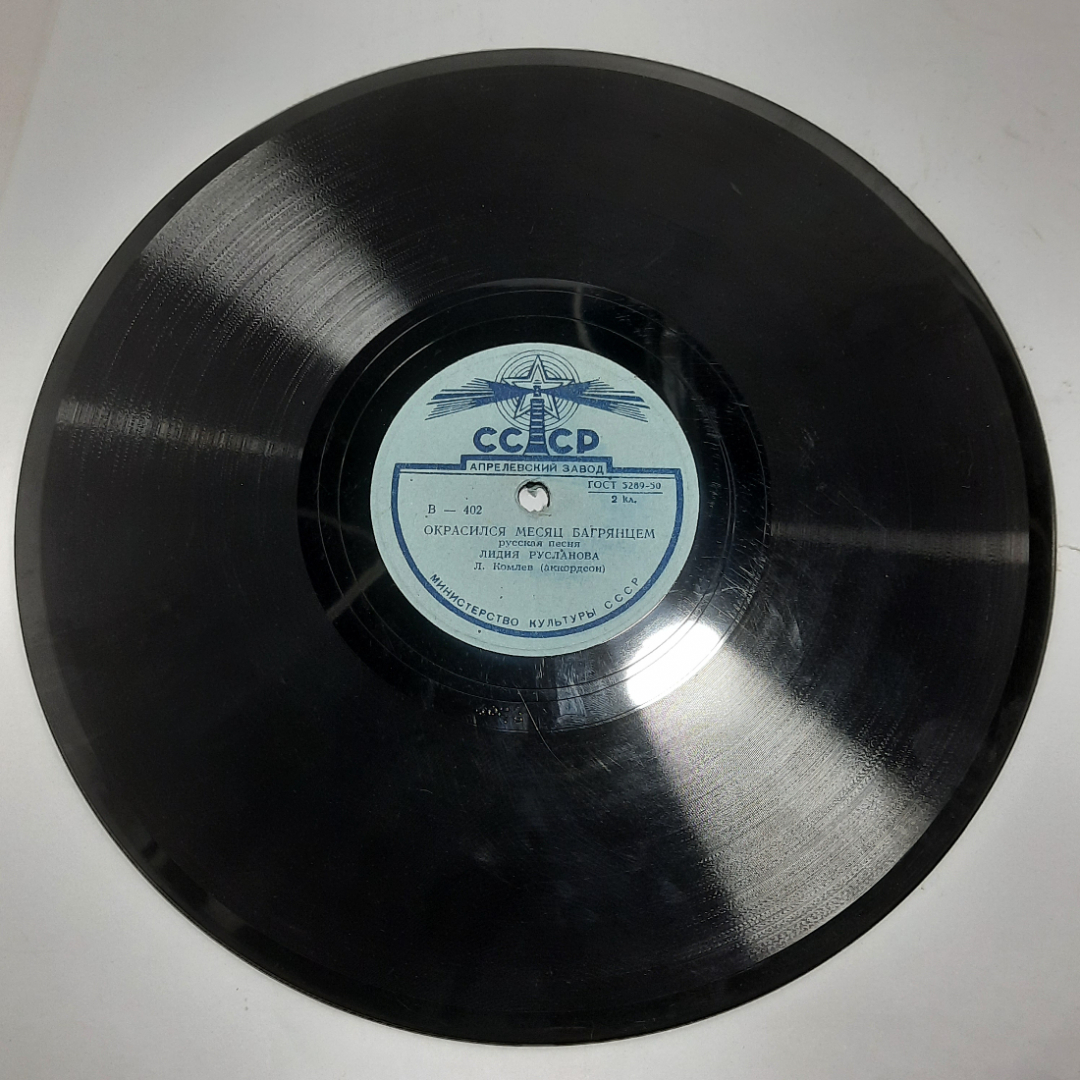 СССР
АПРЕЛЕВСКИЙ ЗАВОД
ГОСТ 5289-50
2 кл.
В — 402
ОКРАСИЛСЯ МЕСЯЦ БАГРЯНЦЕМ
русская песня
ЛИДИЯ РУСЛАНОВА
Л. Комлев (аккордеон)
МИНИСТЕРСТВО КУЛЬТУРЫ СССР